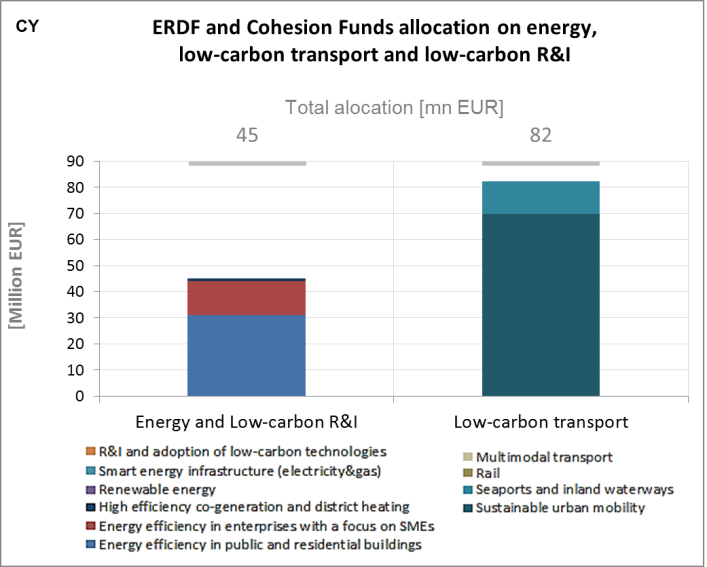 CY
ERDF and Cohesion Funds allocation on energy,
low-carbon transport and low-carbon R&I
Total alocation [mn EUR]
45 82
90
80
70
60
50
40
30
20
10
0
[Million EUR]
Energy and Low-carbon R&I
Low-carbon transport
R&I and adoption of low-carbon technologies
Smart energy infrastructure (electricity&gas)
Renewable energy
High efficiency co-generation and district heating
Energy efficiency in enterprises with a focus on SMEs
Energy efficiency in public and residential buildings
Multimodal transport
Rail
Seaports and inland waterways
Sustainable urban mobility